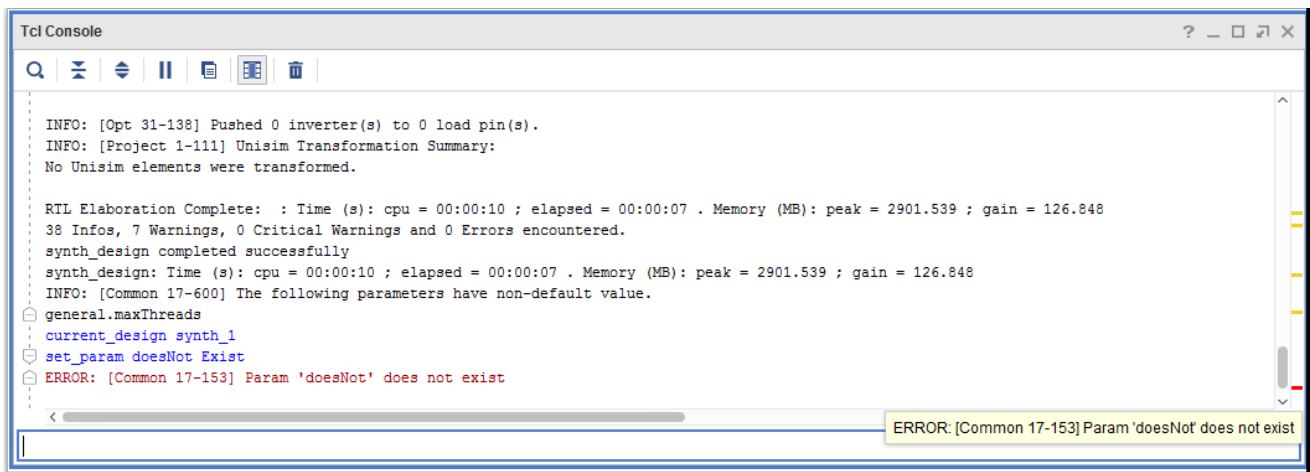 Tcl Console
INFO: [Opt 31-138] Pushed 0 inverter(s) to 0 load pin(s).
INFO: [Project 1-111] Unisim Transformation Summary:
No Unisim elements were transformed.
RTL Elaboration Complete:  : Time (s): cpu = 00:00:10 ; elapsed = 00:00:07 . Memory (MB): peak = 2901.539 ; gain = 126.848
38 Infos, 7 Warnings, 0 Critical Warnings and 0 Errors encountered.
synth_design completed successfully
synth_design: Time (s): cpu = 00:00:10 ; elapsed = 00:00:07 . Memory (MB): peak = 2901.539 ; gain = 126.848
INFO: [Common 17-600] The following parameters have non-default value.
general.maxThreads
current_design synth_1
set_param doesNot Exist
ERROR: [Common 17-153] Param 'doesNot' does not exist
ERROR: [Common 17-153] Param 'doesNot' does not exist